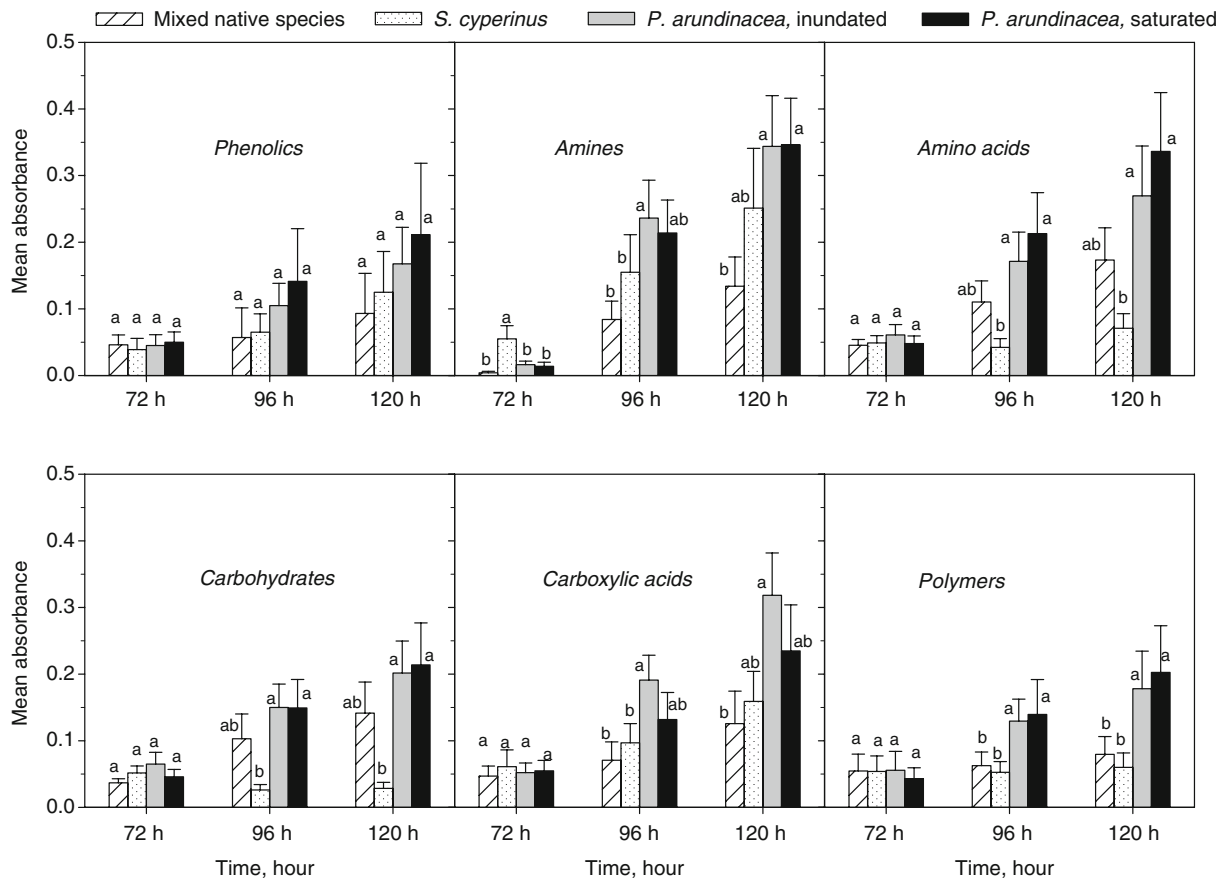 Mixed native species S. cyperinus P. arundinacea, inundated P. arundinacea, saturated
Mean absorbance
0.5
0.4
0.3
0.2
0.1
0.0
Phenolics
a a a a
a a a a
a a a a
72 h 96 h 120 h
Amines
b a b b
b b a ab
b ab a a
72 h 96 h 120 h
Amino acids
a a a a
ab b a a
ab b a a
72 h 96 h 120 h
Mean absorbance
0.5
0.4
0.3
0.2
0.1
0.0
Carbohydrates
a a a a
ab b a a
ab b a a
72 h 96 h 120 h
Time, hour
Carboxylic acids
a a a a
b b a ab
b ab a ab
72 h 96 h 120 h
Time, hour
Polymers
a a a a
b b a a
b b a a
72 h 96 h 120 h
Time, hour